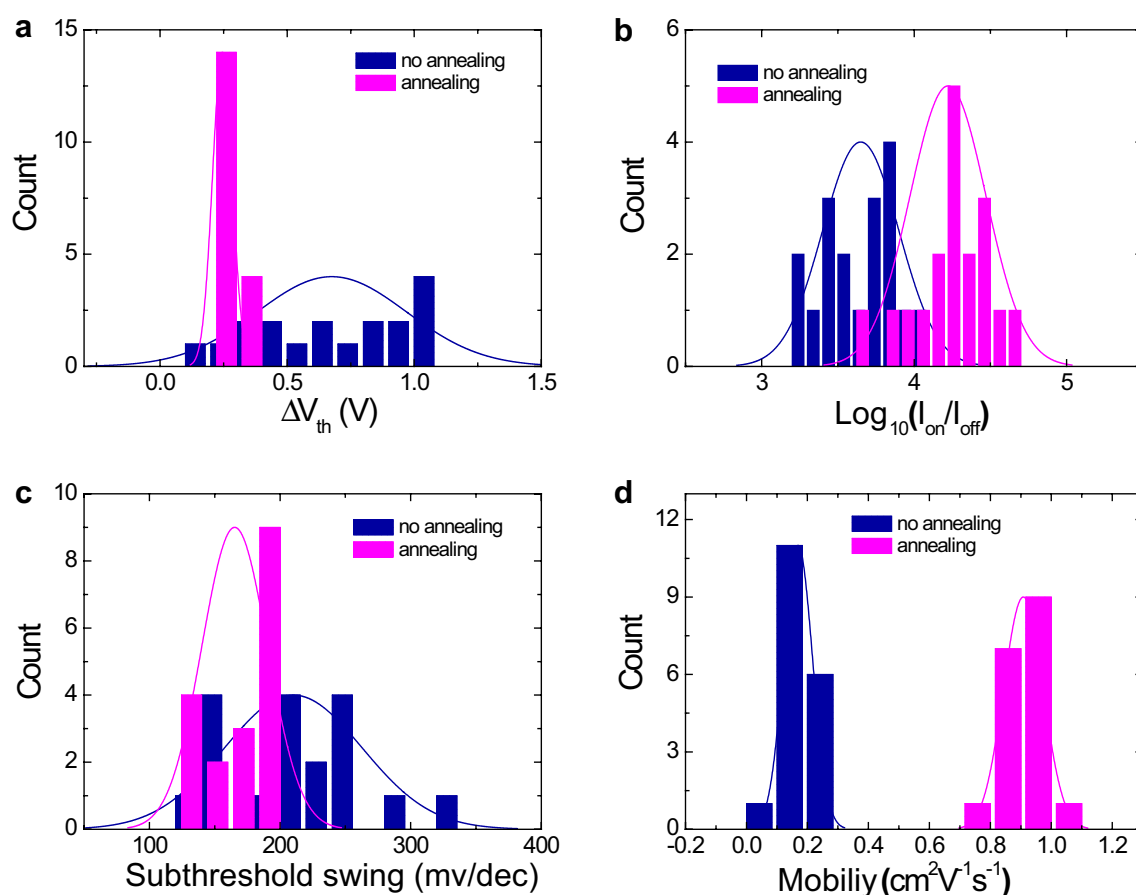 a
15
10
5
0
Count
no annealing
annealing
0.0 0.5 1.0 1.5
ΔV_th (V)
b
6
4
2
0
Count
no annealing
annealing
3 4 5
Log₁₀(I_on/I_off)
c
10
8
6
4
2
0
Count
no annealing
annealing
100 200 300 400
Subthreshold swing (mv/dec)
d
12
9
6
3
0
Count
no annealing
annealing
-0.2 0.0 0.2 0.4 0.6 0.8 1.0 1.2
Mobiliy (cm²V⁻¹s⁻¹)